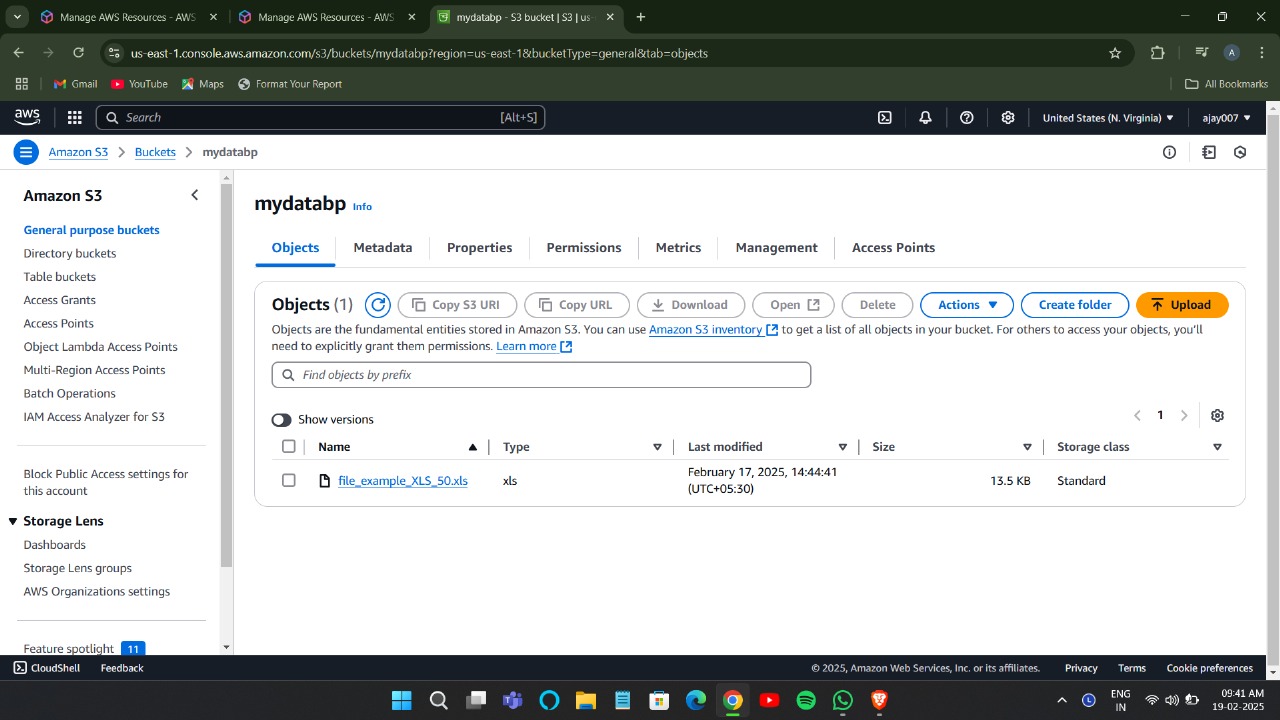 Manage AWS Resources - AWS
Manage AWS Resources - AWS
mydatabp - S3 bucket | S3 | us-
us-east-1.console.aws.amazon.com/s3/buckets/mydatabp?region=us-east-1&bucketType=general&tab=objects
A
Gmail
YouTube
Maps
Format Your Report
All Bookmarks
aws
Search
[Alt+S]
United States (N. Virginia)
ajay007
Amazon S3
Buckets
mydatabp
Amazon S3
General purpose buckets
Directory buckets
Table buckets
Access Grants
Access Points
Object Lambda Access Points
Multi-Region Access Points
Batch Operations
IAM Access Analyzer for S3
Block Public Access settings for
this account
Storage Lens
Dashboards
Storage Lens groups
AWS Organizations settings
Feature spotlight 11
mydatabp Info
Objects
Metadata
Properties
Permissions
Metrics
Management
Access Points
Objects (1)
Copy S3 URI
Copy URL
Download
Open
Delete
Actions
Create folder
Upload
Objects are the fundamental entities stored in Amazon S3. You can use Amazon S3 inventory to get a list of all objects in your bucket. For others to access your objects, you'll
need to explicitly grant them permissions. Learn more
Find objects by prefix
Show versions
1
Name
Type
Last modified
Size
Storage class
file_example_XLS_50.xls
xls
February 17, 2025, 14:44:41
(UTC+05:30)
13.5 KB
Standard
CloudShell
Feedback
© 2025, Amazon Web Services, Inc. or its affiliates.
Privacy
Terms
Cookie preferences
ENG
IN
09:41 AM
19-02-2025